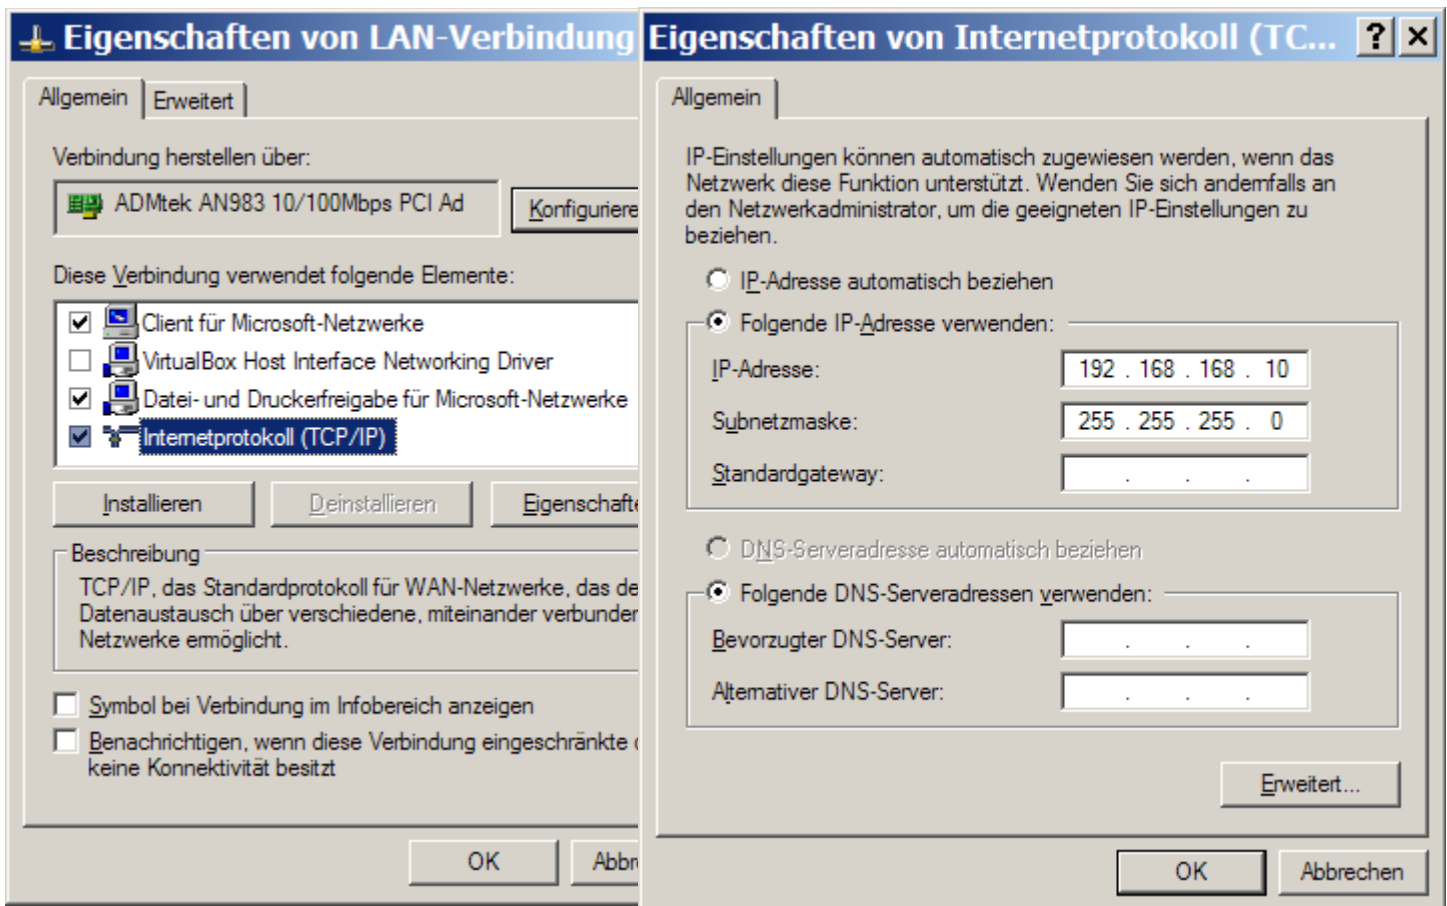 Eigenschaften von LAN-Verbindung
Allgemein
Erweitert
Verbindung herstellen über:
ADMtek AN983 10/100Mbps PCI Ad
Konfiguriere
Diese Verbindung verwendet folgende Elemente:
Client für Microsoft-Netzwerke
VirtualBox Host Interface Networking Driver
Datei- und Druckerfreigabe für Microsoft-Netzwerke
Internetprotokoll (TCP/IP)
Installieren
Deinstallieren
Eigenschafte
Beschreibung
TCP/IP, das Standardprotokoll für WAN-Netzwerke, das de
Datenaustausch über verschiedene, miteinander verbunder
Netzwerke ermöglicht.
Symbol bei Verbindung im Infobereich anzeigen
Benachrichtigen, wenn diese Verbindung eingeschränkte o
keine Konnektivität besitzt
OK
Abbr
Eigenschaften von Internetprotokoll (TC...
Allgemein
IP-Einstellungen können automatisch zugewiesen werden, wenn das
Netzwerk diese Funktion unterstützt. Wenden Sie sich andernfalls an
den Netzwerkadministrator, um die geeigneten IP-Einstellungen zu
beziehen.
IP-Adresse automatisch beziehen
Folgende IP-Adresse verwenden:
IP-Adresse: 192 . 168 . 168 . 10
Subnetzmaske: 255 . 255 . 255 . 0
Standardgateway: . . .
DNS-Serveradresse automatisch beziehen
Folgende DNS-Serveradressen verwenden:
Bevorzugter DNS-Server: . . .
Alternativer DNS-Server: . . .
Erweitert...
OK
Abbrechen